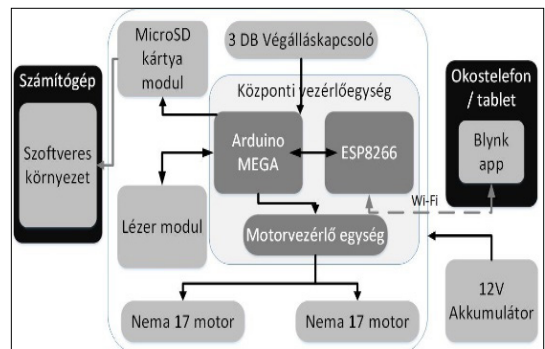 MicroSD
kártya
modul
3 DB Végálláskapcsoló
Számítógép
Szoftveres
környezet
Központi vezérlőegység
Arduino
MEGA
ESP8266
Okostelefon
/ tablet
Blynk
app
Wi-Fi
Lézer modul
Motorvezérlő egység
12V
Akkumulátor
Nema 17 motor
Nema 17 motor